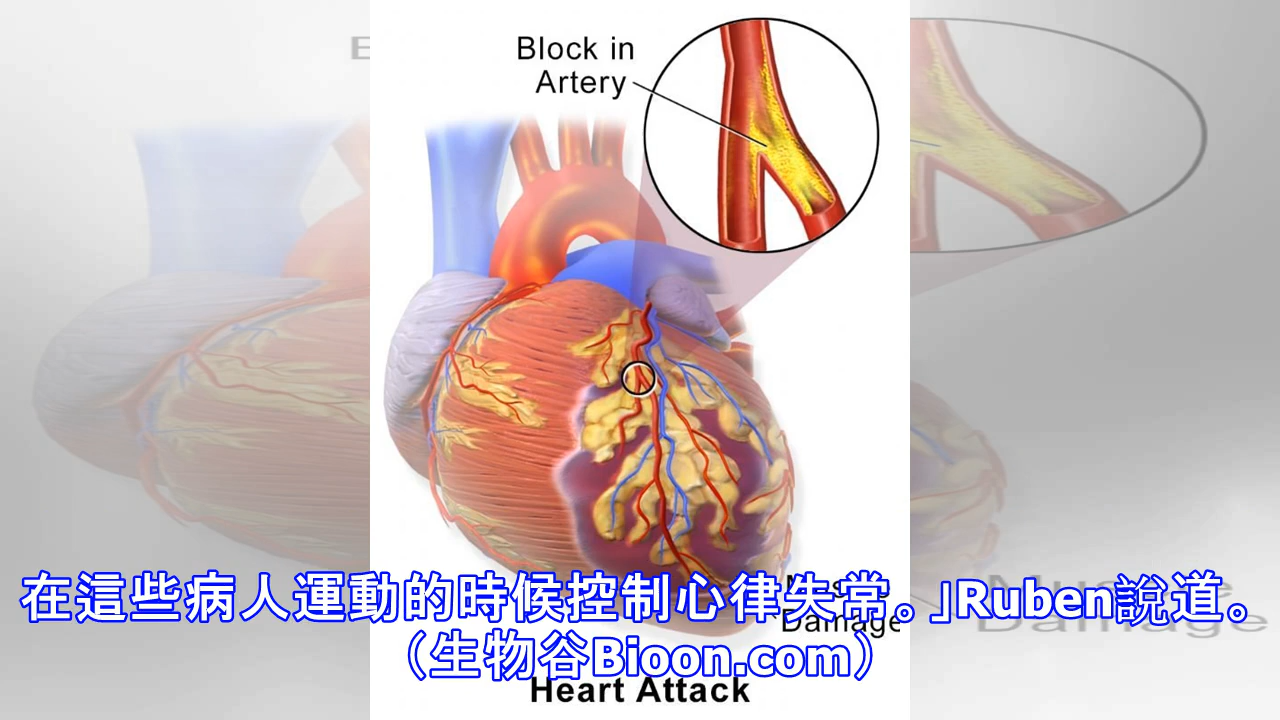 Block in
Artery
在這些病人運動的時候控制心律失常。」Ruben說道。
Damage
（生物谷Bioon.com）
Heart Attack